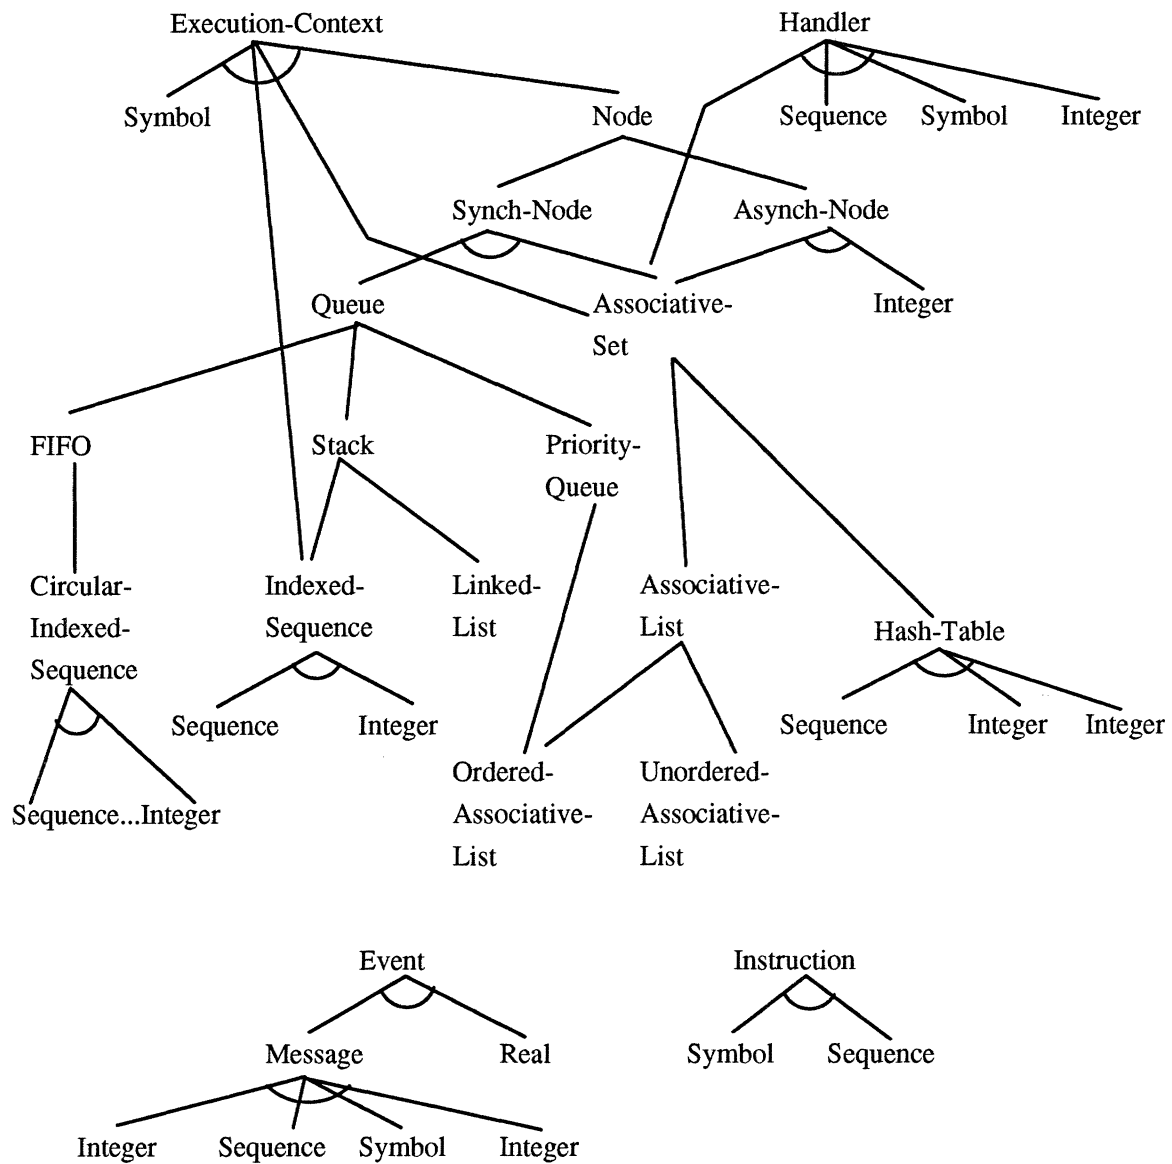 Execution-Context
Handler
Symbol
Node
Sequence
Symbol
Integer
Synch-Node
Asynch-Node
Queue
Associative-
Set
Integer
FIFO
Stack
Priority-
Queue
Circular-
Indexed-
Sequence
Indexed-
Sequence
Linked-
List
Associative-
List
Hash-Table
Sequence
Integer
Sequence
Integer
Integer
Sequence...Integer
Ordered-
Associative-
List
Unordered-
Associative-
List
Event
Instruction
Message
Real
Symbol
Sequence
Integer
Sequence
Symbol
Integer